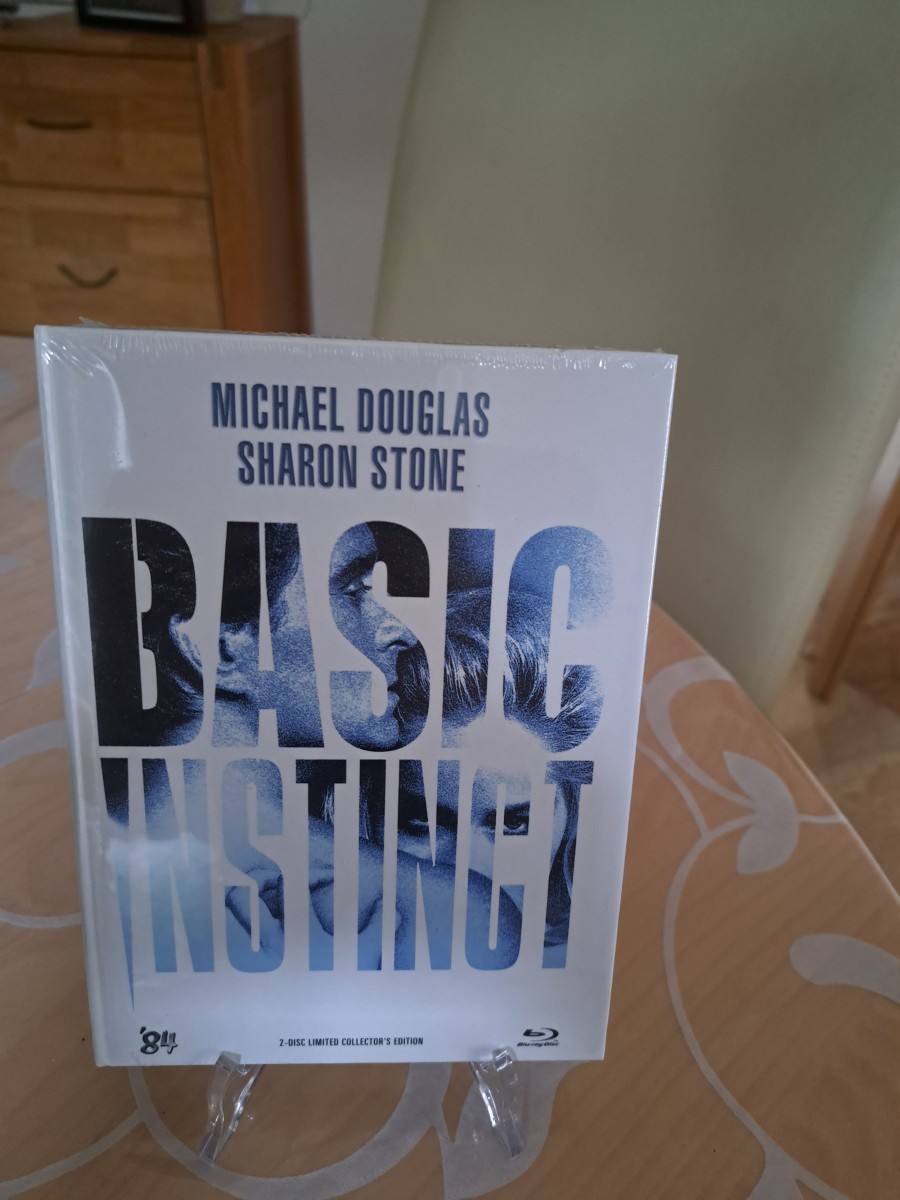 MICHAEL DOUGLAS
SHARON STONE
BASIC
INSTINCT
'84
2-DISC LIMITED COLLECTOR'S EDITION
Blu-ray Disc